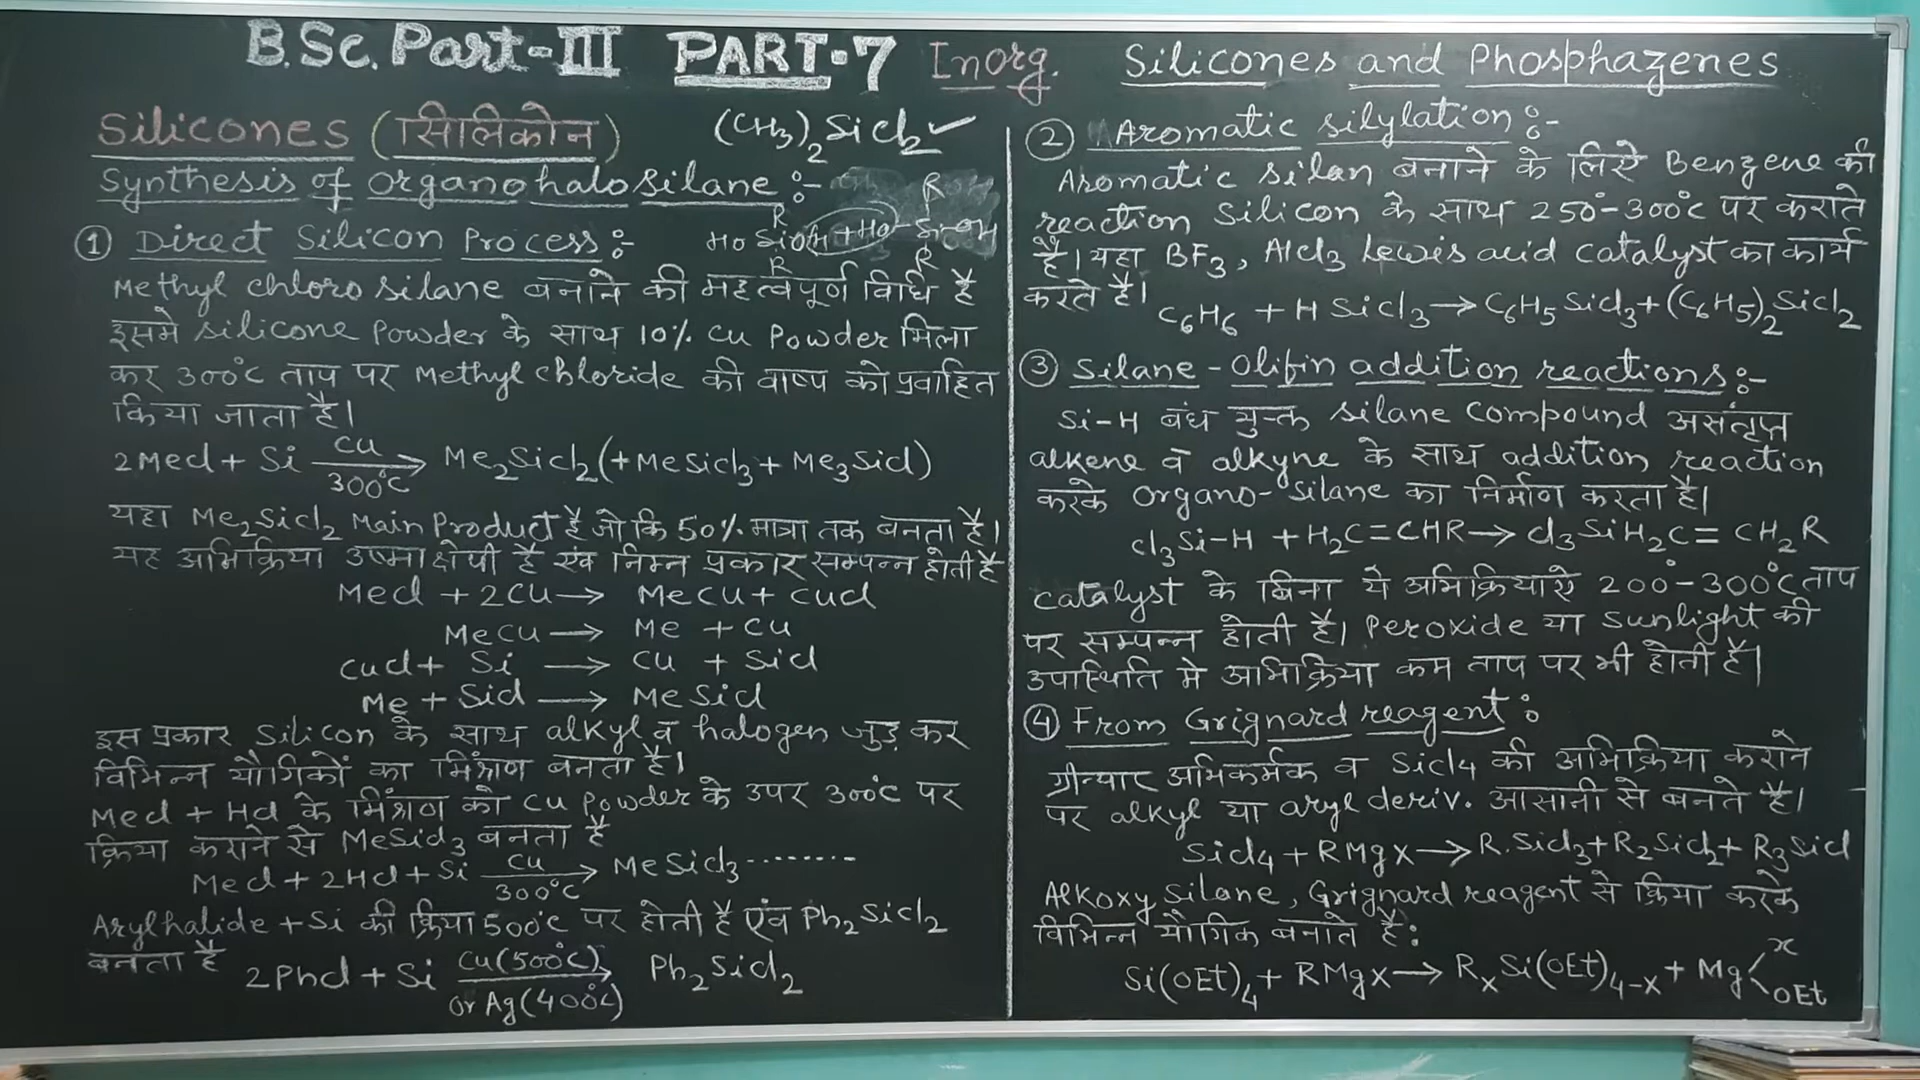 B.Sc. Part-III PART-7 Inorg. Silicones and Phosphazenes
Silicones (सिलिकोन) (CH3)2SiCl2 ✓
Synthesis of Organohalosilane :-
① Direct Silicon Process :-
R R
HO SiOH + HO-Si-OH
R R
Methyl chloro silane बनाने की महत्वपूर्ण विधि है
इसमे silicone Powder के साथ 10% Cu Powder मिला
कर 300°C ताप पर Methyl chloride की वाष्प को प्रवाहित
किया जाता है।
2MeCl + Si Cu/300°C → Me2SiCl2 (+MeSiCl3 + Me3SiCl)
यहा Me2SiCl2 Main Product है जो कि 50% मात्रा तक बनता है।
यह अभिक्रिया उष्माक्षेपी है एंव निम्न प्रकार सम्पन्न होती है
MeCl + 2Cu → MeCu + CuCl
MeCu → Me + Cu
CuCl + Si → Cu + SiCl
Me + SiCl → MeSiCl
इस प्रकार Silicon के साथ alkyl व halogen जुड़ कर
विभिन्न यौगिकों का मिश्रण बनता है।
MeCl + HCl के मिश्रण को Cu Powder के उपर 300°C पर
क्रिया कराने से MeSiCl3 बनता है
MeCl + 2HCl + Si Cu/300°C → MeSiCl3 ........
Arylhalide + Si की क्रिया 500°C पर होती है एंव Ph2SiCl2
बनता है
2PhCl + Si Cu(500°C) or Ag(400°C) → Ph2SiCl2
② Aromatic silylation :-
Aromatic silan बनाने के लिऐ Benzene की
reaction silicon के साथ 250°-300°C पर कराते
है। यहा BF3, AlCl3 Lewis acid catalyst का कार्य
करते है।
C6H6 + H SiCl3 → C6H5SiCl3 + (C6H5)2SiCl2
③ Silane - Olifin addition reactions :-
Si-H बंध युक्त silane compound असंतृप्त
alkene व alkyne के साथ addition reaction
करके organo-silane का निर्माण करता है।
Cl3Si-H + H2C=CHR → Cl3SiH2C=CH2R
Catalyst के बिना ये अभिक्रियाऐ 200°-300°C ताप
पर सम्पन्न होती है। Peroxide या Sunlight की
उपास्थिति मे अभिक्रिया कम ताप पर भी होती है।
④ From Grignard reagent :
ग्रीन्यार अभिकर्मक व SiCl4 की अभिक्रिया कराने
पर alkyl या aryl deriv. आसानी से बनते है।
SiCl4 + RMgX → R.SiCl3 + R2SiCl2 + R3SiCl
Alkoxy silane, Grignard reagent से क्रिया करके
विभिन्न यौगिक बनाते है:
Si(OEt)4 + RMgX → RxSi(OEt)4-x + Mg<x OEt